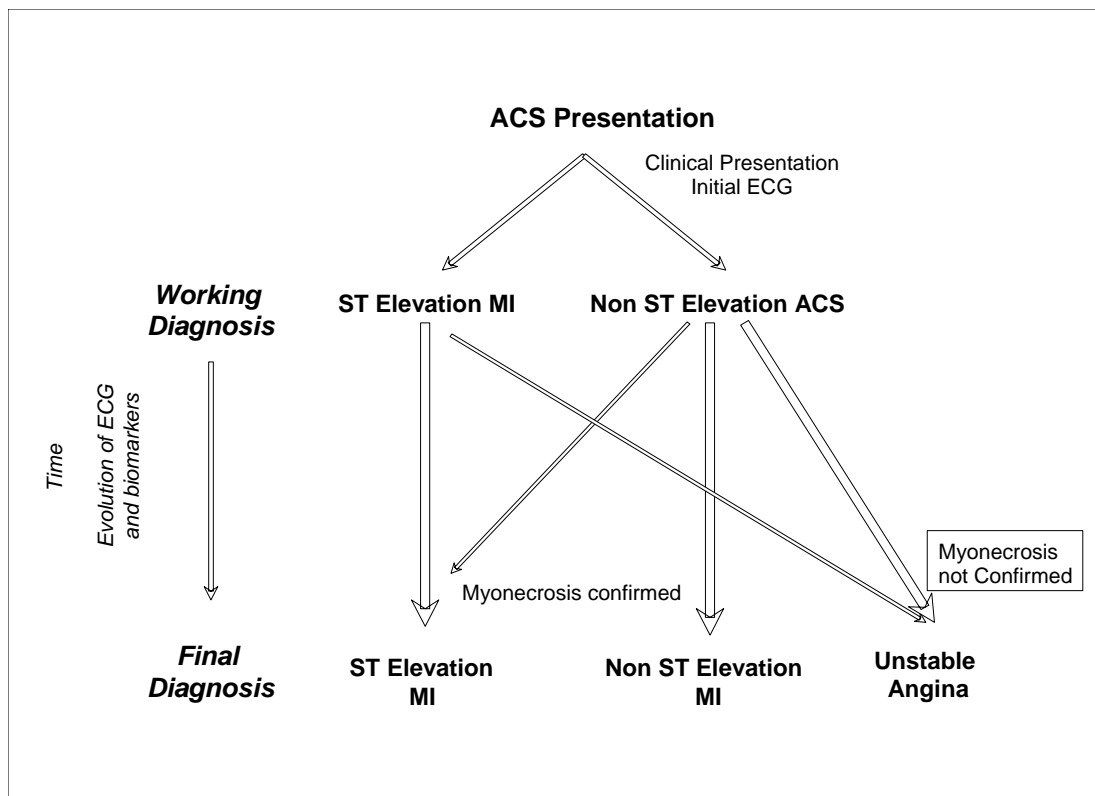 ACS Presentation
Clinical Presentation
Initial ECG
Working
Diagnosis
ST Elevation MI
Non ST Elevation ACS
Time
Evolution of ECG
and biomarkers
Myonecrosis
not Confirmed
Myonecrosis confirmed
Final
Diagnosis
ST Elevation
MI
Non ST Elevation
MI
Unstable
Angina